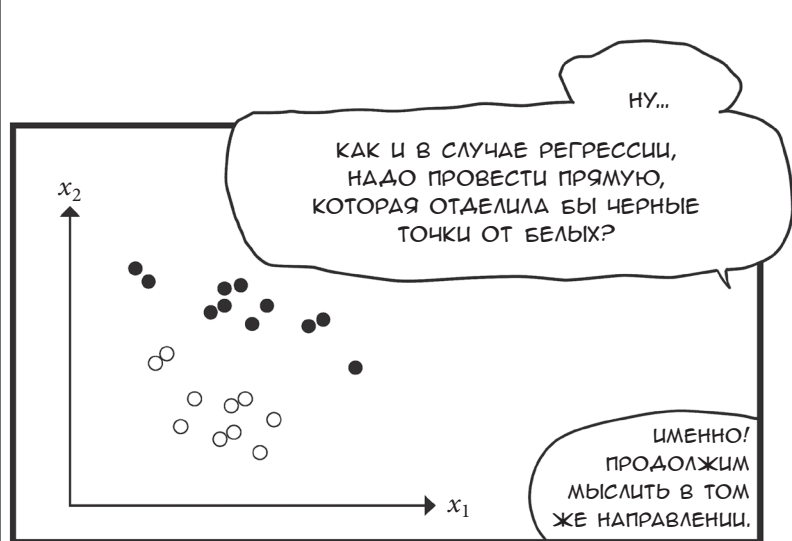 НУ...
КАК И В СЛУЧАЕ РЕГРЕССИИ,
НАДО ПРОВЕСТИ ПРЯМУЮ,
КОТОРАЯ ОТДЕЛИЛА БЫ ЧЕРНЫЕ
ТОЧКИ ОТ БЕЛЫХ?
x₂
x₁
ИМЕННО!
ПРОДОЛЖИМ
МЫСЛИТЬ В ТОМ
ЖЕ НАПРАВЛЕНИИ.